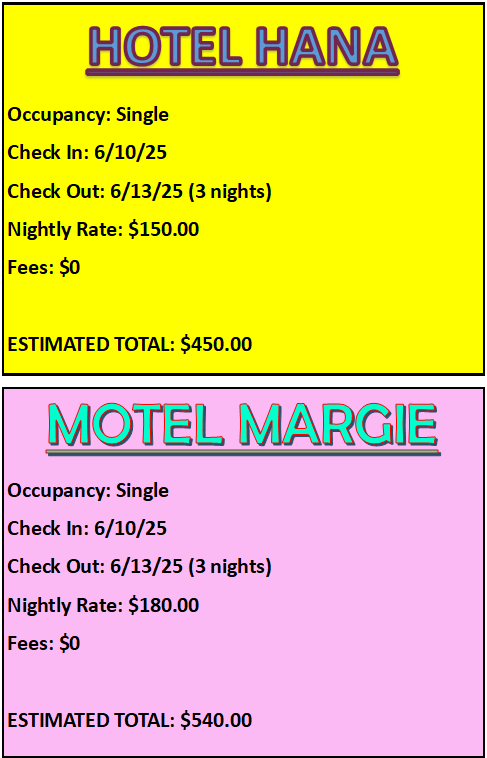 HOTEL HANA
Occupancy: Single
Check In: 6/10/25
Check Out: 6/13/25 (3 nights)
Nightly Rate: $150.00
Fees: $0
ESTIMATED TOTAL: $450.00
MOTEL MARGIE
Occupancy: Single
Check In: 6/10/25
Check Out: 6/13/25 (3 nights)
Nightly Rate: $180.00
Fees: $0
ESTIMATED TOTAL: $540.00